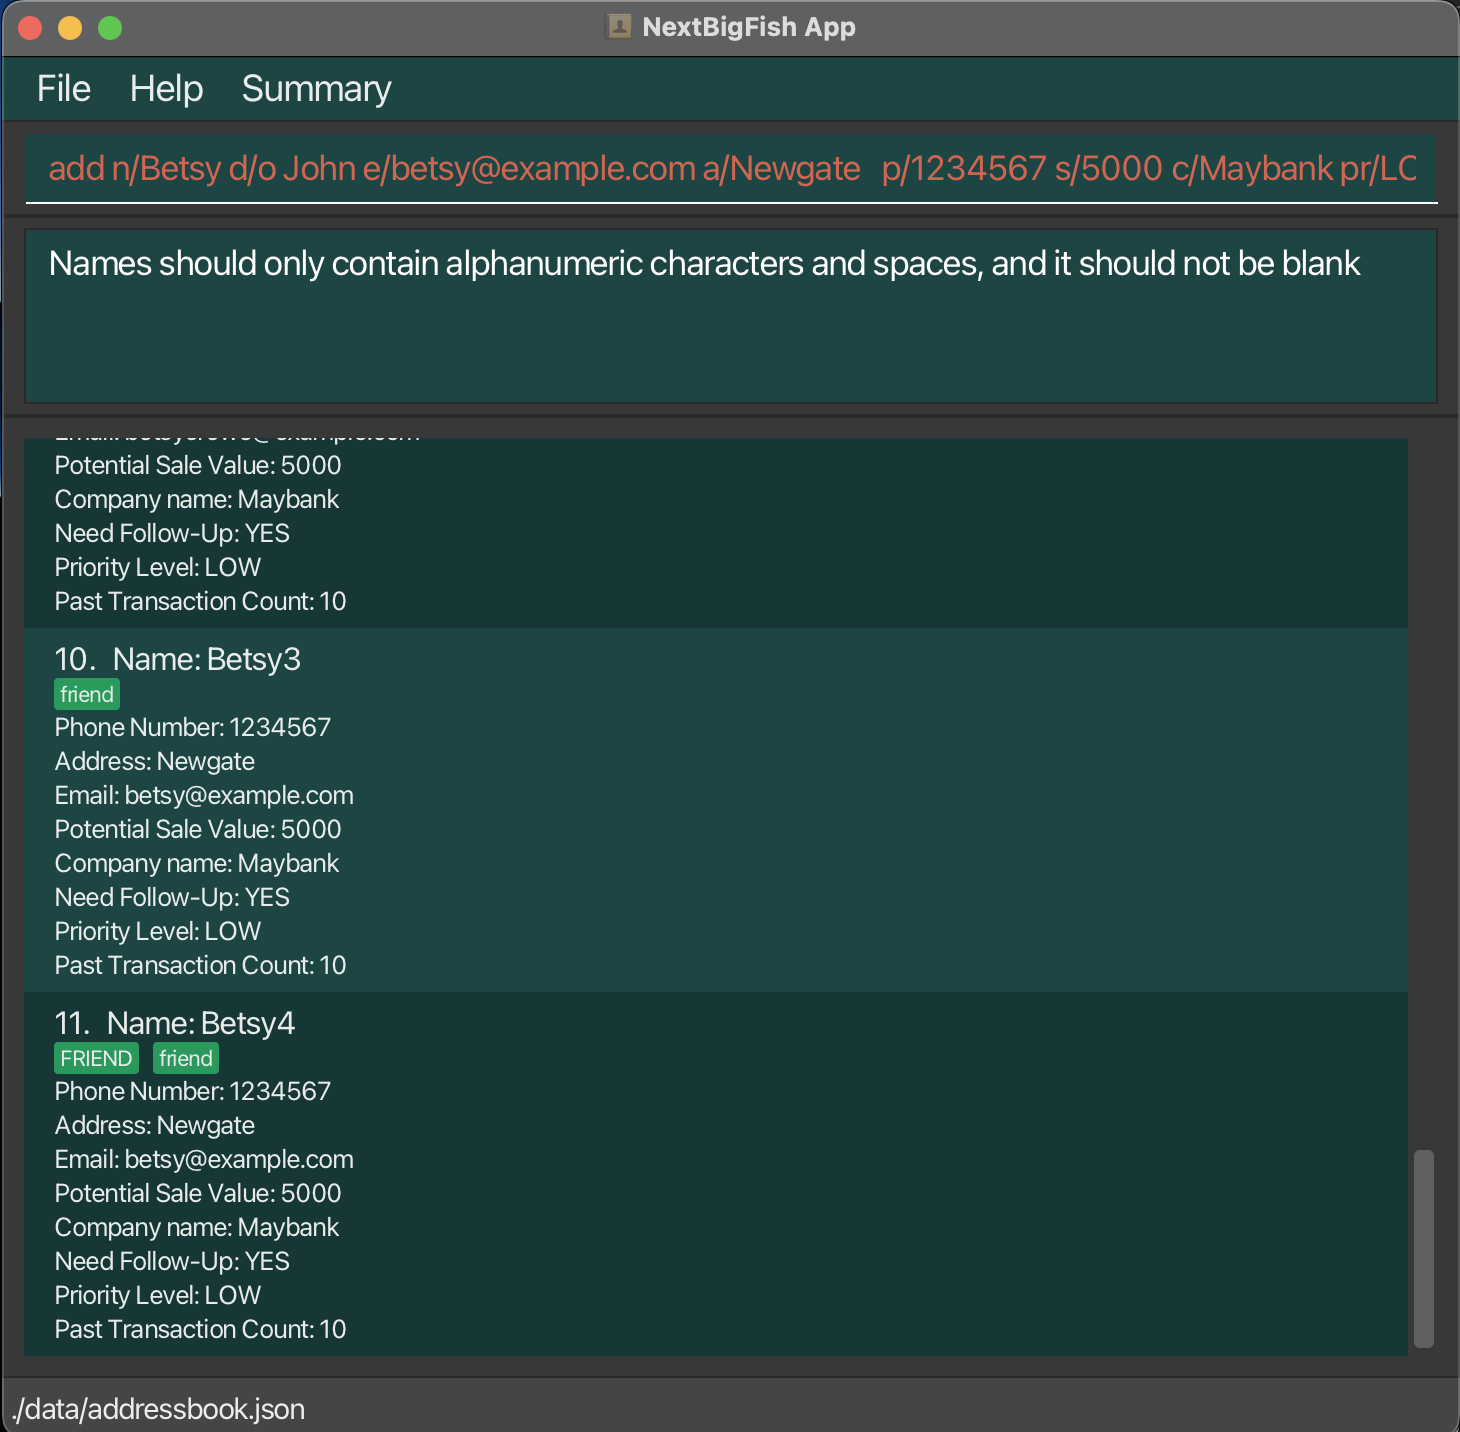 NextBigFish App
File Help Summary
add n/Betsy d/o John e/betsy@example.com a/Newgate   p/1234567 s/5000 c/Maybank pr/LO
Names should only contain alphanumeric characters and spaces, and it should not be blank
Email: betsycrowe@example.com
Potential Sale Value: 5000
Company name: Maybank
Need Follow-Up: YES
Priority Level: LOW
Past Transaction Count: 10
10. Name: Betsy3
friend
Phone Number: 1234567
Address: Newgate
Email: betsy@example.com
Potential Sale Value: 5000
Company name: Maybank
Need Follow-Up: YES
Priority Level: LOW
Past Transaction Count: 10
11. Name: Betsy4
FRIEND friend
Phone Number: 1234567
Address: Newgate
Email: betsy@example.com
Potential Sale Value: 5000
Company name: Maybank
Need Follow-Up: YES
Priority Level: LOW
Past Transaction Count: 10
./data/addressbook.json